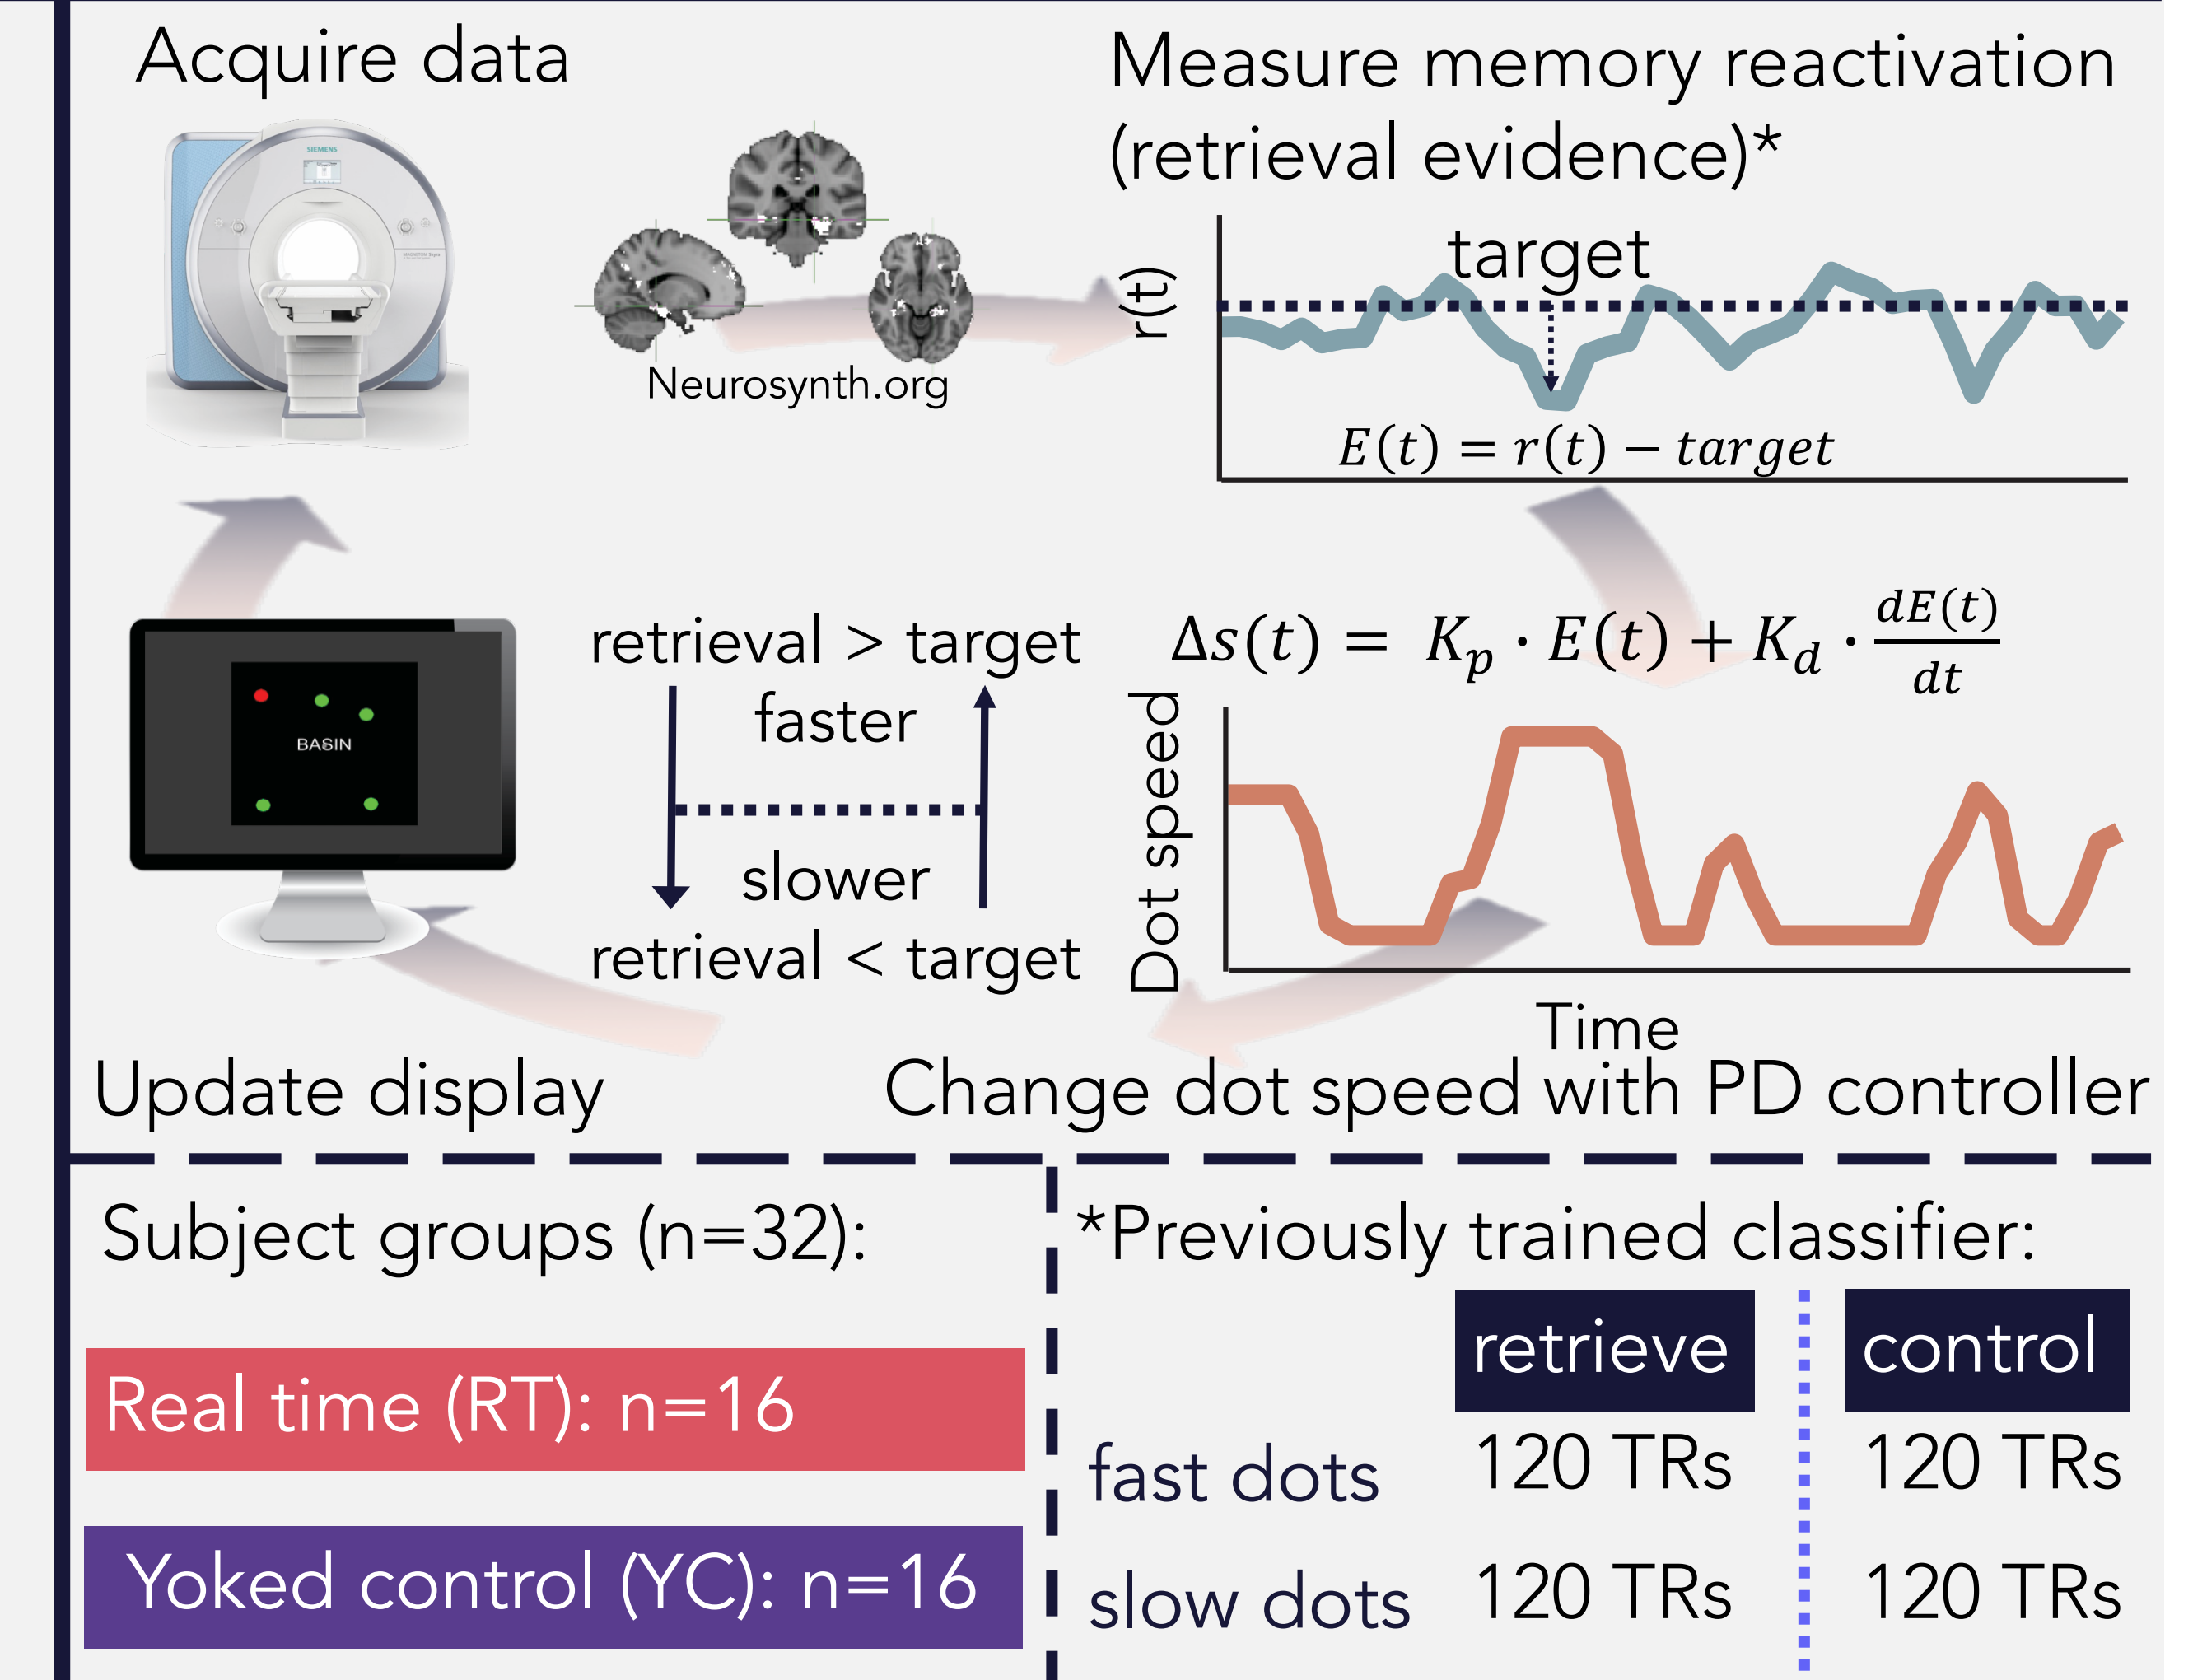 Acquire data
SIEMENS
Neurosynth.org
Measure memory reactivation
(retrieval evidence)*
r(t)
target
E(t) = r(t) − target
Δs(t) = K_p · E(t) + K_d · dE(t)/dt
Dot speed
Time
Change dot speed with PD controller
retrieval > target
faster
slower
retrieval < target
BASIN
Update display
Subject groups (n=32):
Real time (RT): n=16
Yoked control (YC): n=16
*Previously trained classifier:
retrieve control
fast dots 120 TRs 120 TRs
slow dots 120 TRs 120 TRs